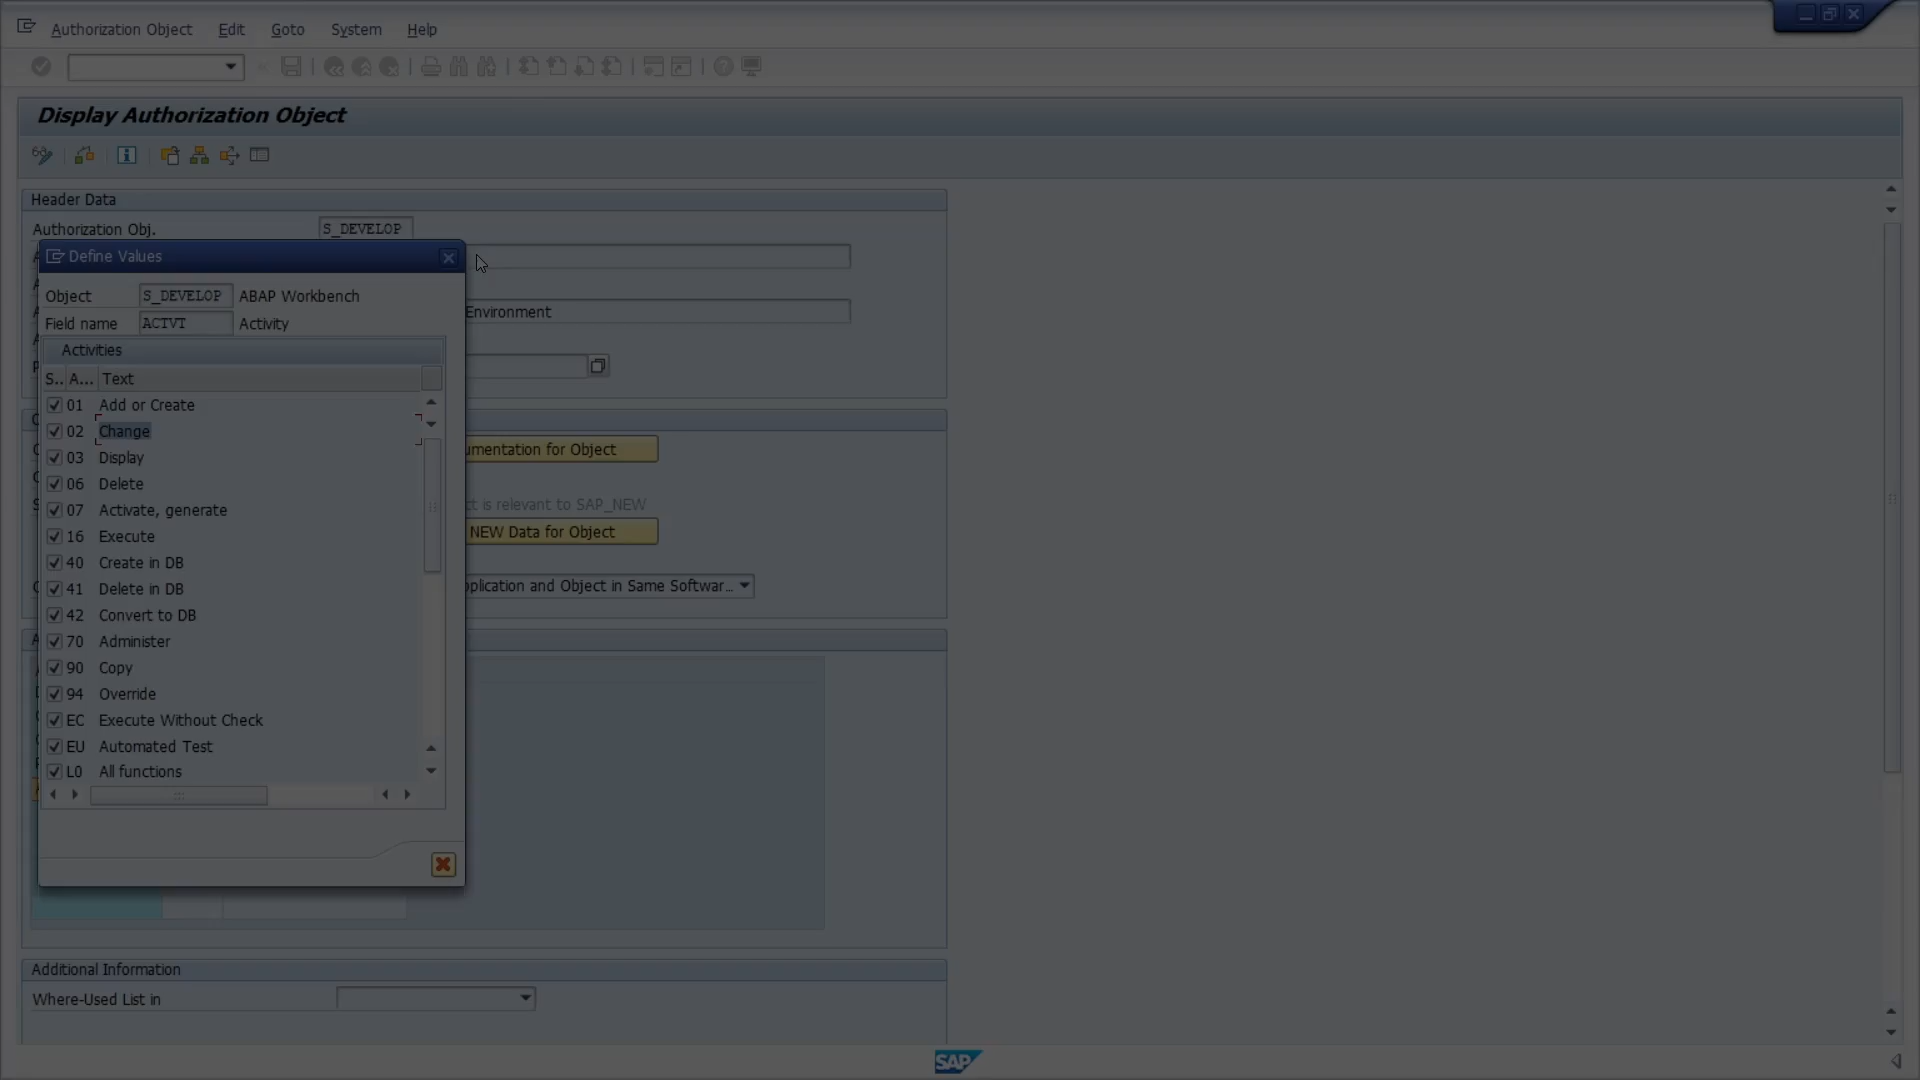 Authorization Object Edit Goto System Help
Display Authorization Object
Header Data
Authorization Obj. S_DEVELOP
Define Values
Object S_DEVELOP ABAP Workbench
Field name ACTVT Activity
Environment
Activities
S.. A... Text
01 Add or Create
02 Change
03 Display
06 Delete
07 Activate, generate
16 Execute
40 Create in DB
41 Delete in DB
42 Convert to DB
70 Administer
90 Copy
94 Override
EC Execute Without Check
EU Automated Test
L0 All functions
umentation for Object
ct is relevant to SAP_NEW
NEW Data for Object
pplication and Object in Same Softwar...
Additional Information
Where-Used List in
SAP